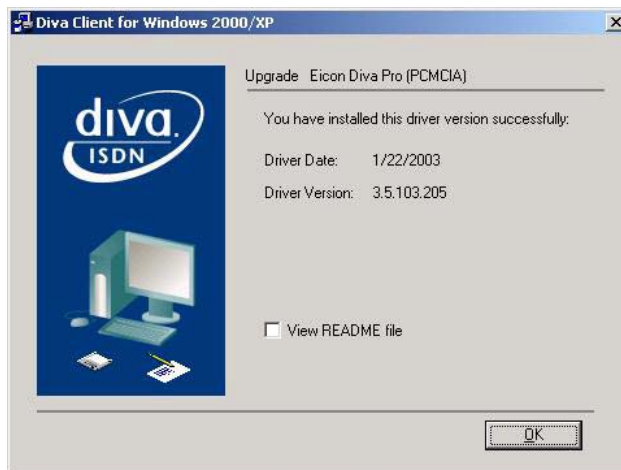 Diva Client for Windows 2000/XP
diva.
ISDN
Upgrade Eicon Diva Pro (PCMCIA)
You have installed this driver version successfully:
Driver Date: 1/22/2003
Driver Version: 3.5.103.205
View README file
OK